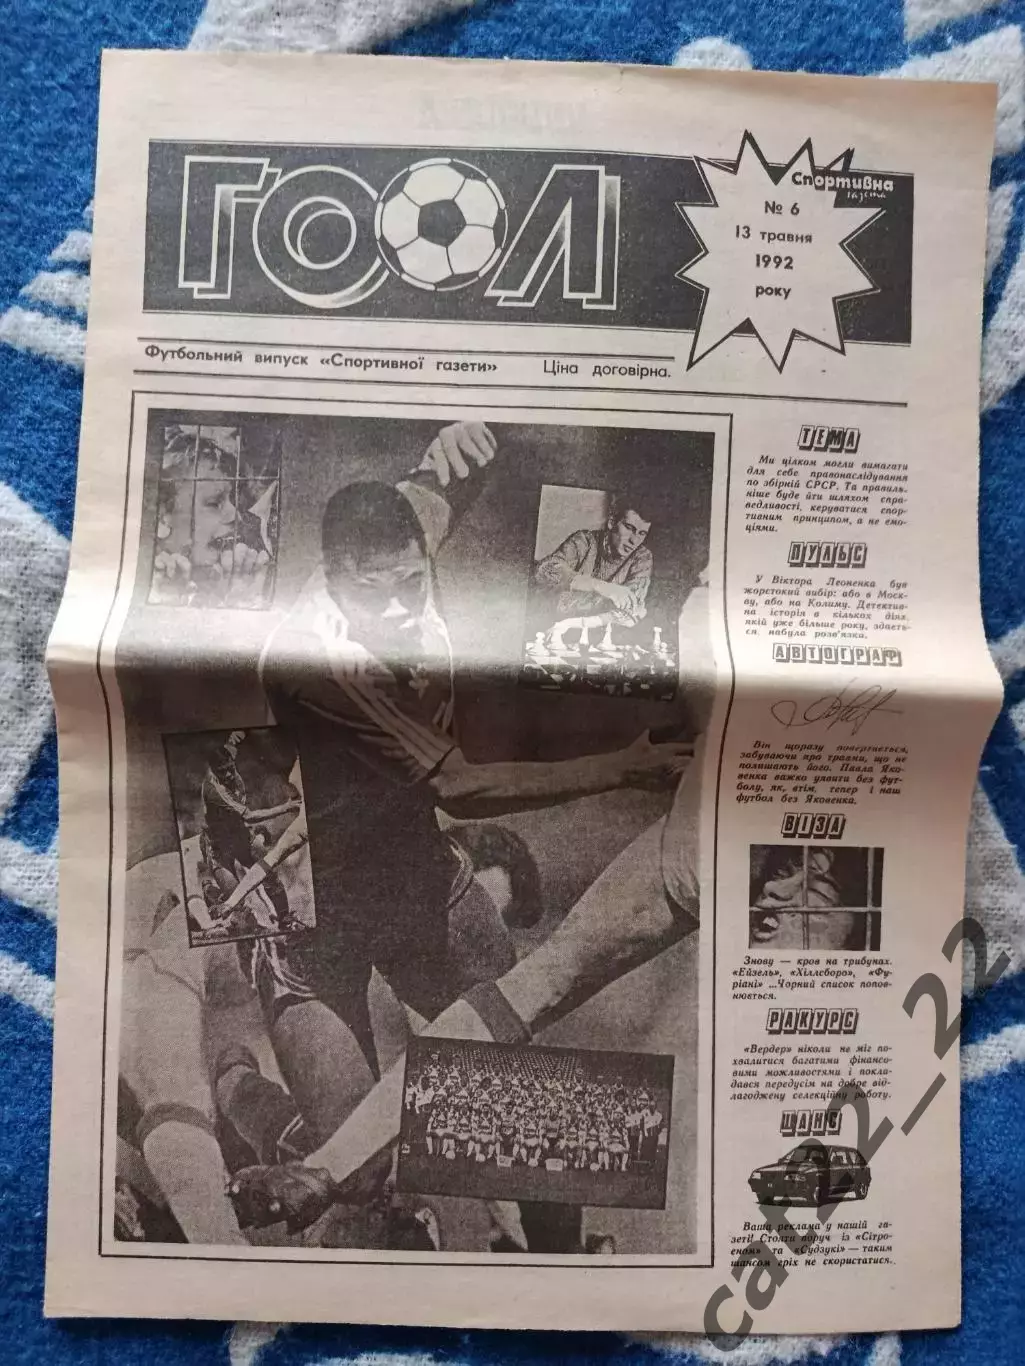 ГООЛ
Спортивна
газета
№ 6
13 травня
1992
року
Футбольний випуск «Спортивної газети» Ціна договірна.
ТЕМА
Ми цілком могли вимагати
для себе правонаслідування
по збірній СРСР. Та правиль-
ніше буде йти шляхом спра-
ведливості, керуватися спор-
тивним принципом, а не емо-
ціями.
ПУЛЬС
У Віктора Леоненка був
жорстокий вибір: або в Моск-
ву, або на Колиму. Детектив-
на історія в кількох діях,
якій уже більше року, здаєть-
ся, набула розв'язки.
АВТОГРАФ
Він щоразу повертається,
забуваючи про травми, що не
полишають його. Павла Яко-
венка важко уявити без фут-
болу, як, втім, тепер і наш
футбол без Яковенка.
ВІЗА
Знову — кров на трибунах.
«Ейзель», «Хіллсборо», «Фу-
ріані» ...Чорний список попов-
нюється.
РАКУРС
«Вердер» ніколи не міг по-
хвалитися багатими фінансо-
вими можливостями і покла-
дався передусім на добре від-
лагоджену селекційну роботу.
ШАНС
Ваша реклама у нашій га-
зеті! Стояти поруч із «Сітро-
еном» та «Судзукі» — таким
шансом гріх не скористатися.
car22_22